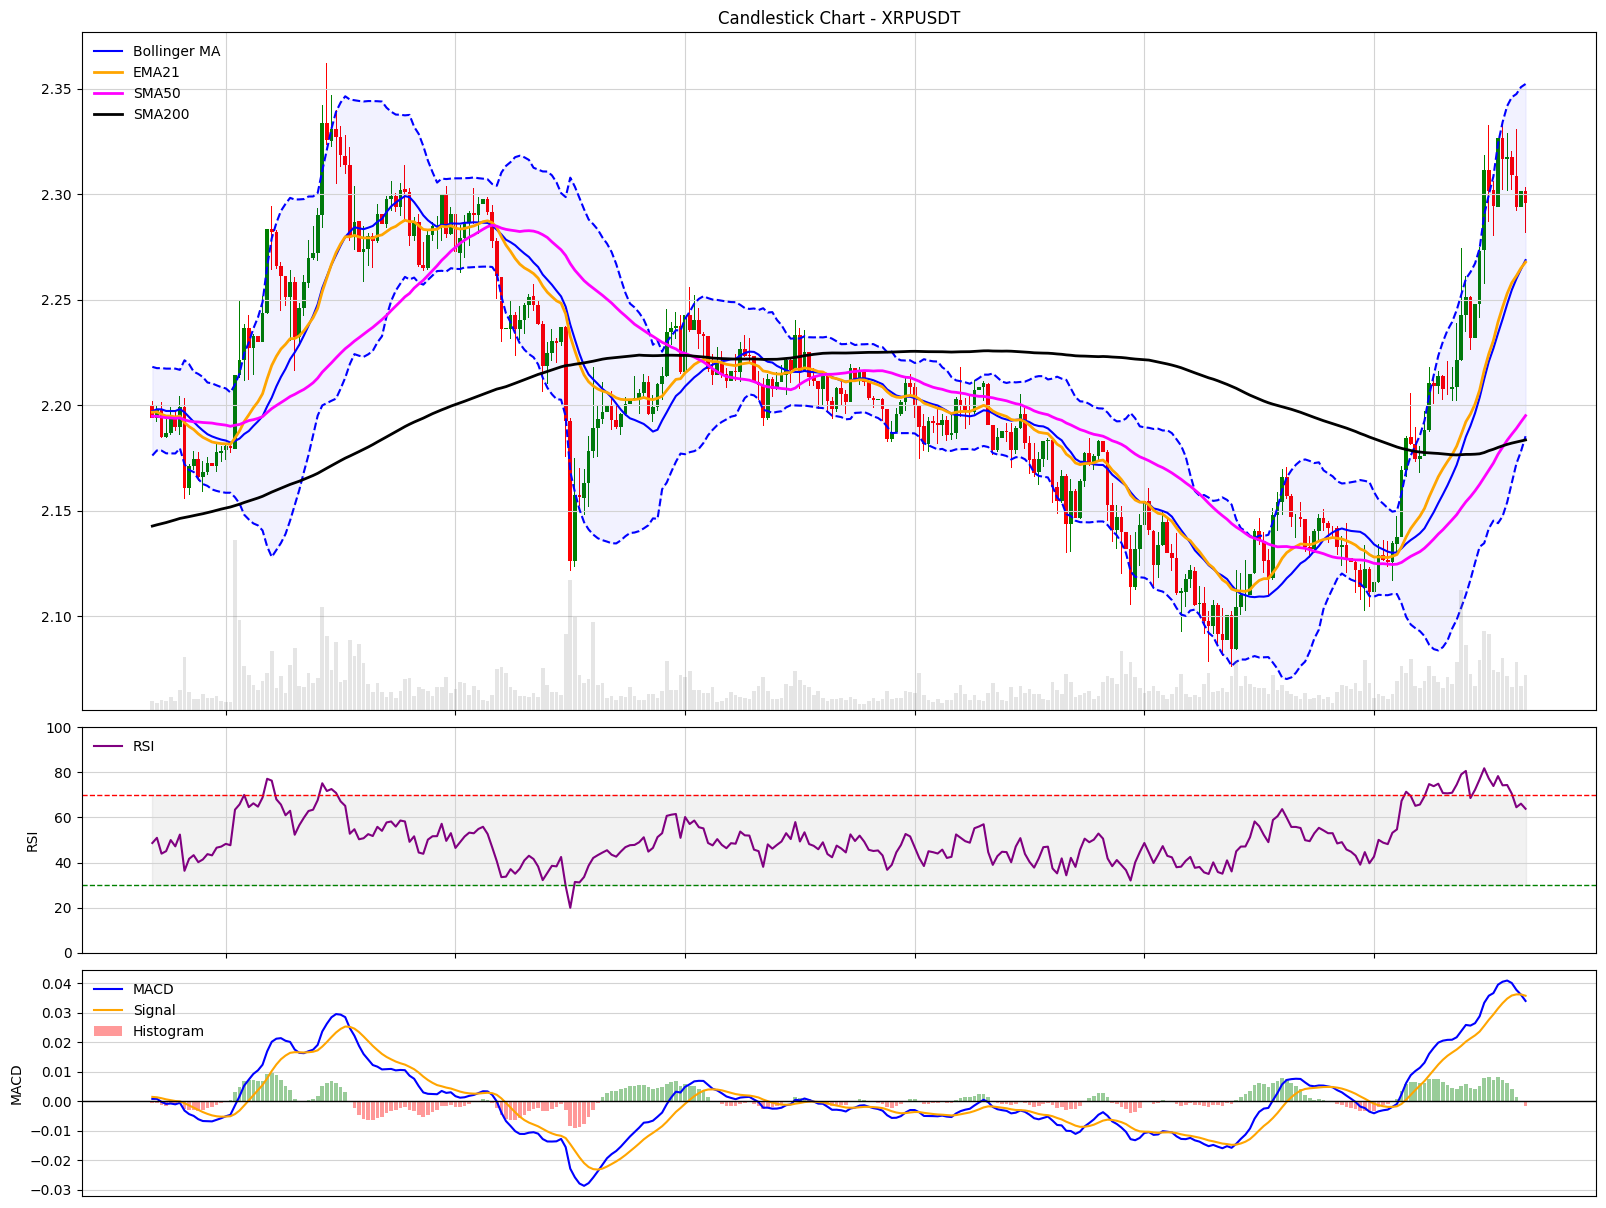 Candlestick Chart - XRPUSDT
Bollinger MA
EMA21
SMA50
SMA200
2.35
2.30
2.25
2.20
2.15
2.10
RSI
100
80
60
40
20
0
RSI
MACD
Signal
Histogram
0.04
0.03
0.02
0.01
0.00
−0.01
−0.02
−0.03
MACD